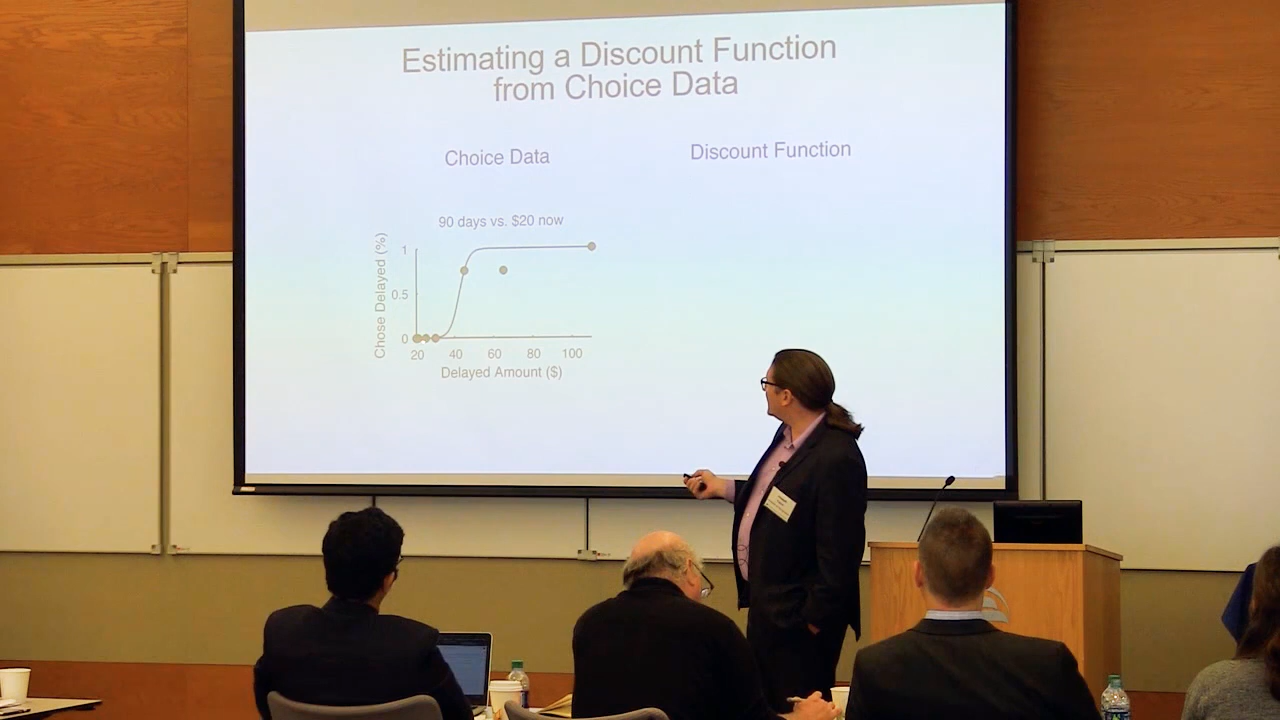 Estimating a Discount Function
from Choice Data
Choice Data
Discount Function
90 days vs. $20 now
Chose Delayed (%)
1
0.5
0
20 40 60 80 100
Delayed Amount ($)